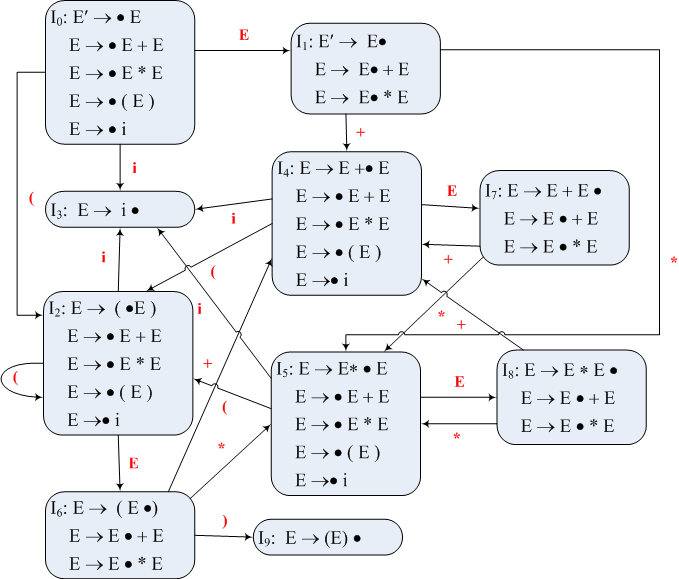 I0: E′ → ● E
E → ● E + E
E → ● E * E
E → ● ( E )
E → ● i
E
I1: E′ → E●
E → E● + E
E → E● * E
+
i
(
I3: E → i ●
I4: E → E +● E
E → ● E + E
E → ● E * E
E → ● ( E )
E →● i
E
I7: E → E + E ●
E → E ● + E
E → E ● * E
i
(
+
*
*
i
i
I2: E → ( ●E )
E → ● E + E
E → ● E * E
E → ● ( E )
E →● i
(
+
+
I5: E → E* ● E
E → ● E + E
E → ● E * E
E → ● ( E )
E →● i
E
I8: E → E * E ●
E → E ● + E
E → E ● * E
(
*
*
E
I6: E → ( E ●)
E → E ● + E
E → E ● * E
)
I9: E → (E) ●